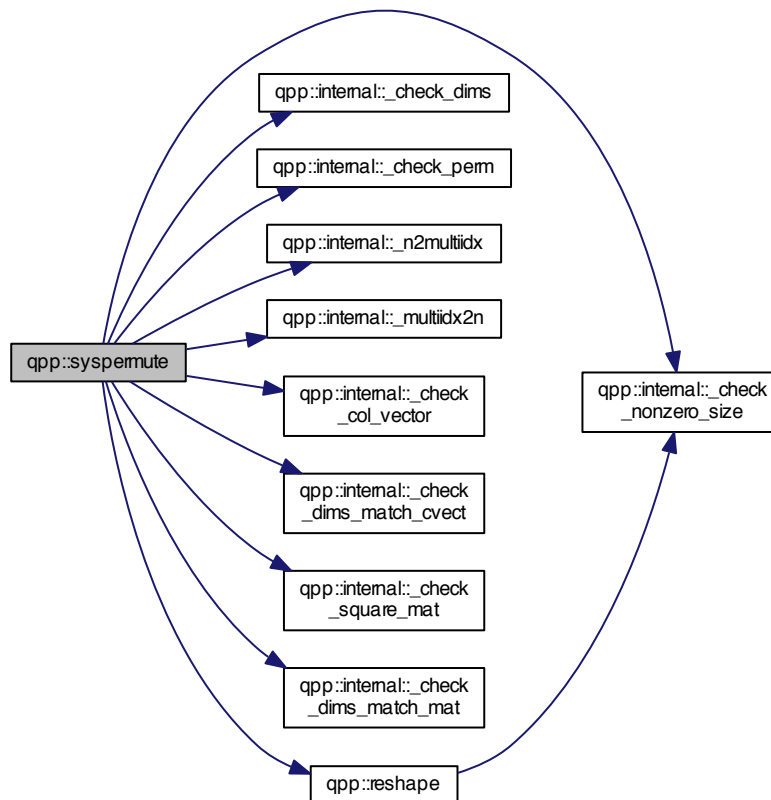 qpp::internal::_check_dims
qpp::internal::_check_perm
qpp::internal::_n2multiidx
qpp::internal::_multiidx2n
qpp::syspermute
qpp::internal::_check
_col_vector
qpp::internal::_check
_nonzero_size
qpp::internal::_check
_dims_match_cvect
qpp::internal::_check
_square_mat
qpp::internal::_check
_dims_match_mat
qpp::reshape